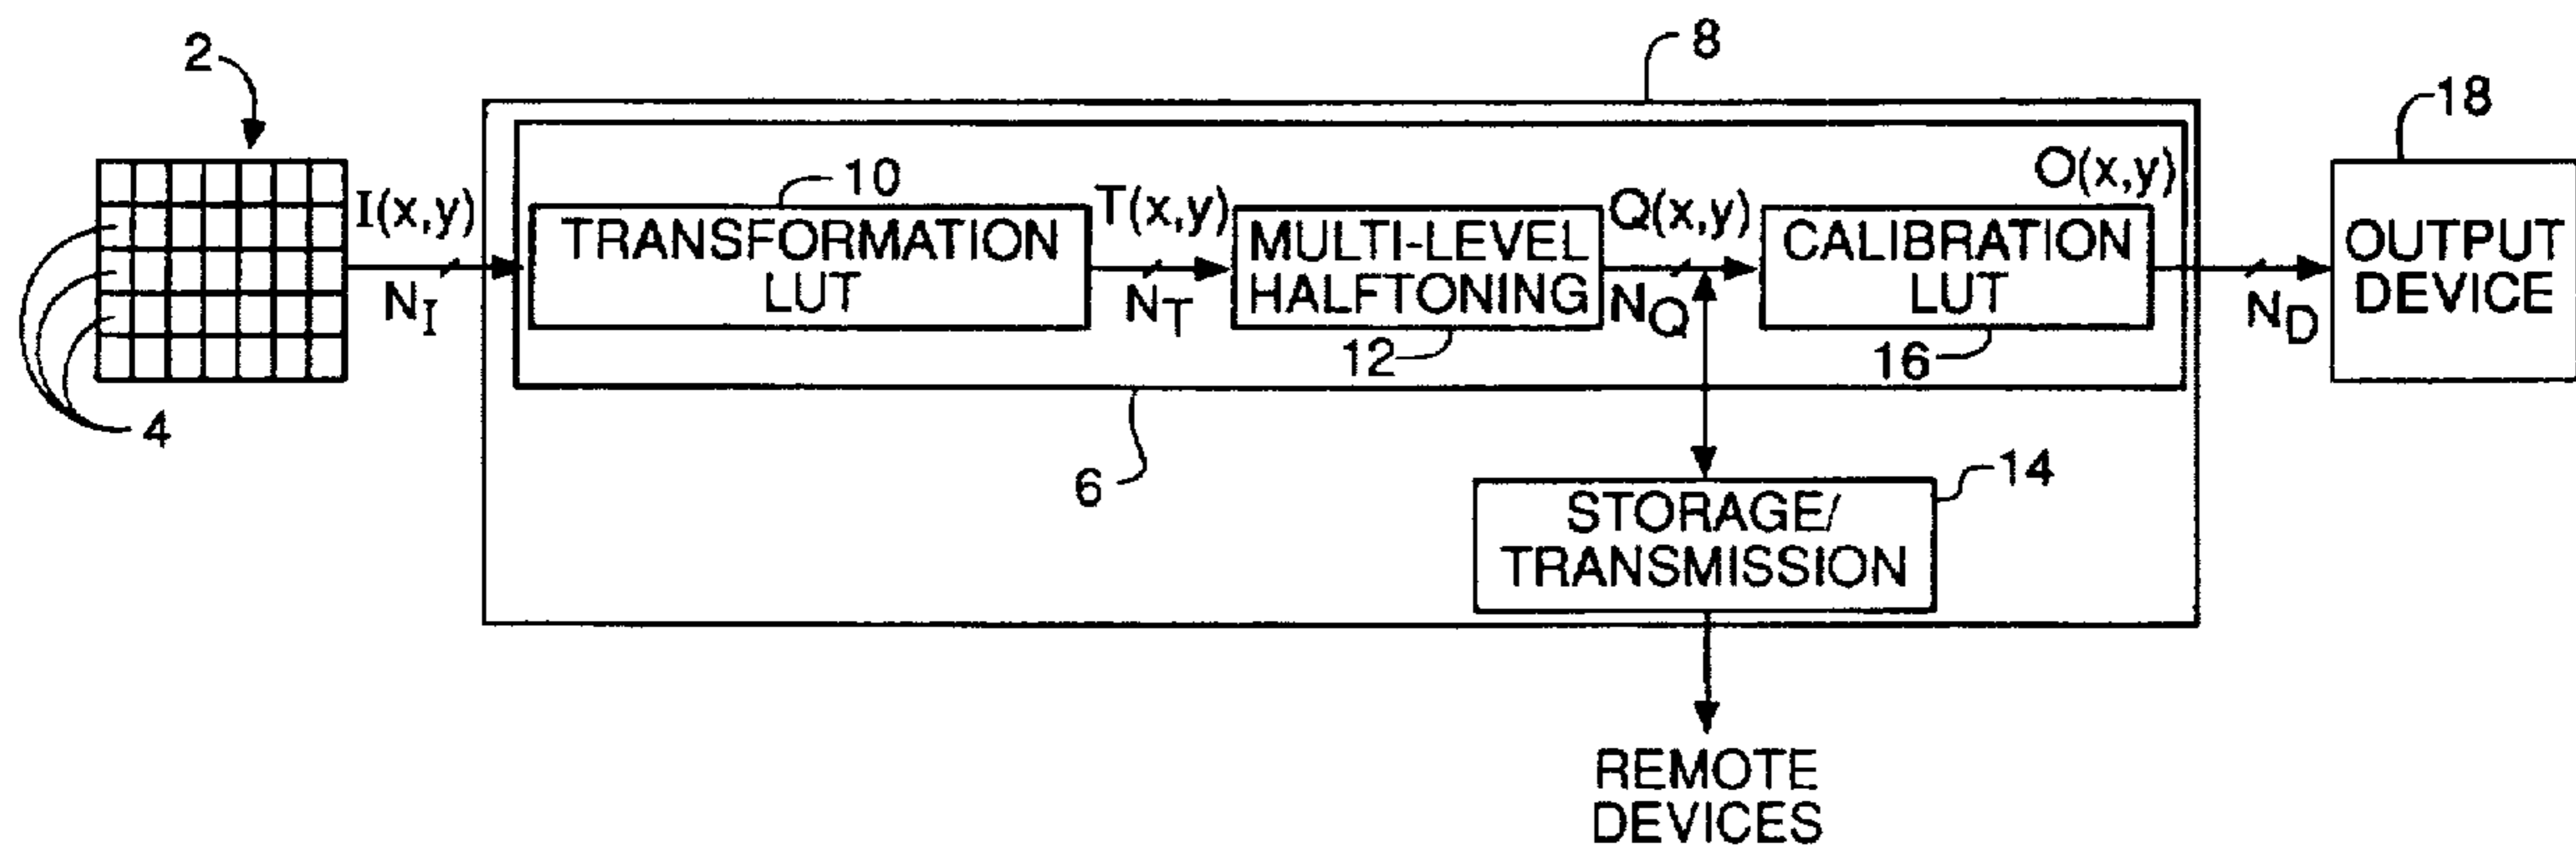 2
8
18
I(x,y)
N_I
4
10
TRANSFORMATION
LUT
T(x,y)
N_T
MULTI-LEVEL
HALFTONING
12
Q(x,y)
N_Q
CALIBRATION
LUT
16
O(x,y)
N_D
OUTPUT
DEVICE
6
14
STORAGE/
TRANSMISSION
REMOTE
DEVICES